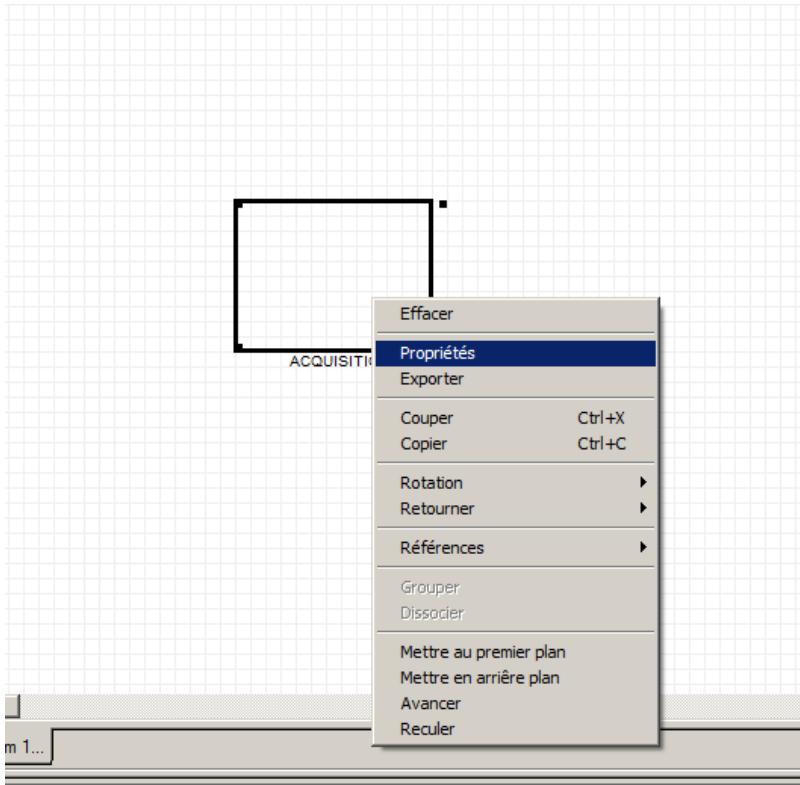 ACQUISITI
Effacer
Propriétés
Exporter
Couper Ctrl+X
Copier Ctrl+C
Rotation
Retourner
Références
Grouper
Dissocier
Mettre au premier plan
Mettre en arrière plan
Avancer
Reculer
m 1...